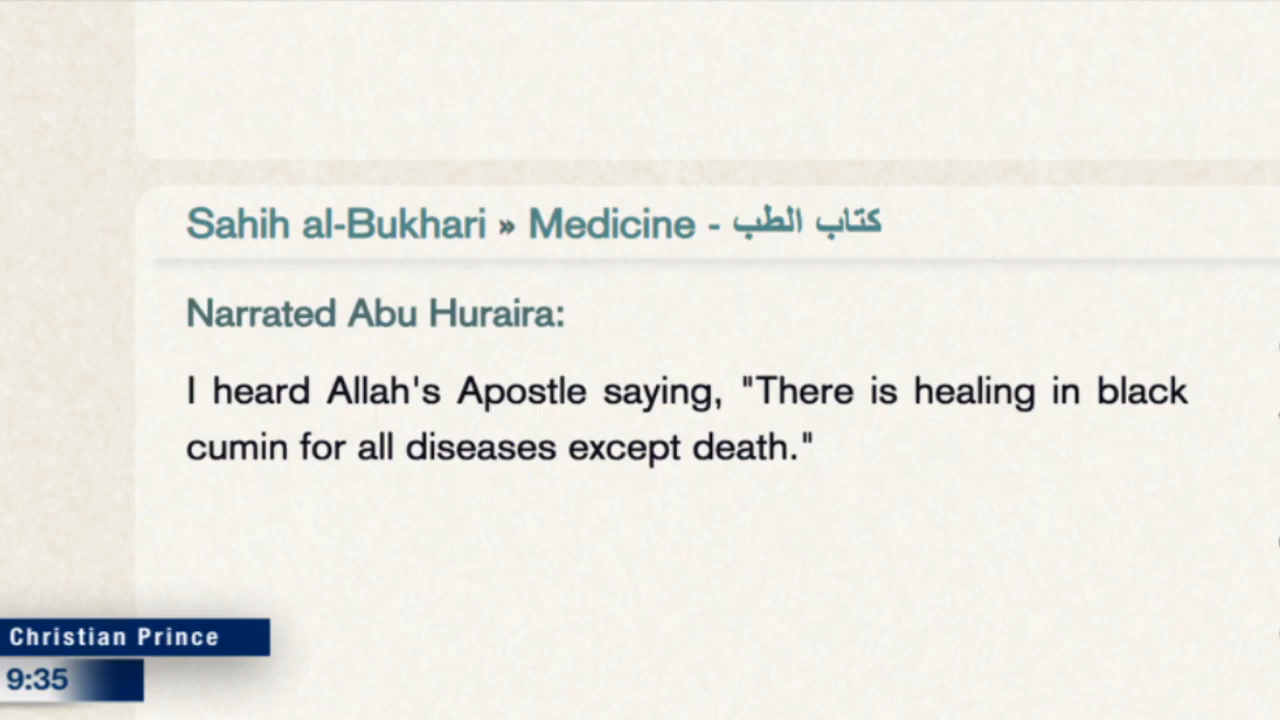 Sahih al-Bukhari » Medicine - كتاب الطب
Narrated Abu Huraira:
I heard Allah's Apostle saying, "There is healing in black
cumin for all diseases except death."
Christian Prince
9:35